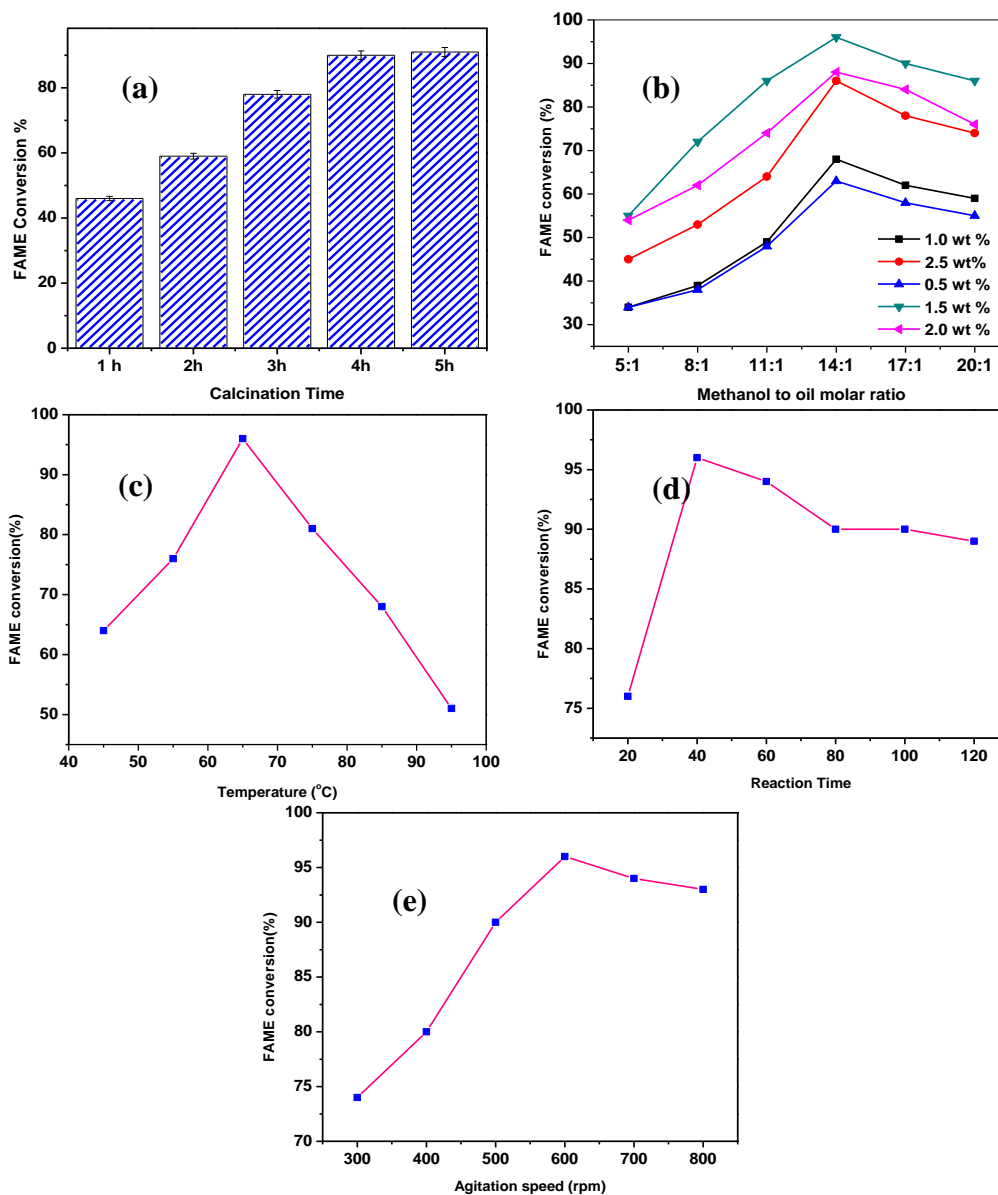 (a)
FAME Conversion %
80
60
40
20
0
1 h 2h 3h 4h 5h
Calcination Time
(b)
FAME conversion (%)
100
90
80
70
60
50
40
30
1.0 wt %
2.5 wt%
0.5 wt %
1.5 wt %
2.0 wt %
5:1 8:1 11:1 14:1 17:1 20:1
Methanol to oil molar ratio
(c)
FAME conversion(%)
100
90
80
70
60
50
40 50 60 70 80 90 100
Temperature (°C)
(d)
FAME conversion(%)
100
95
90
85
80
75
20 40 60 80 100 120
Reaction Time
(e)
FAME conversion(%)
100
95
90
85
80
75
70
300 400 500 600 700 800
Agitation speed (rpm)